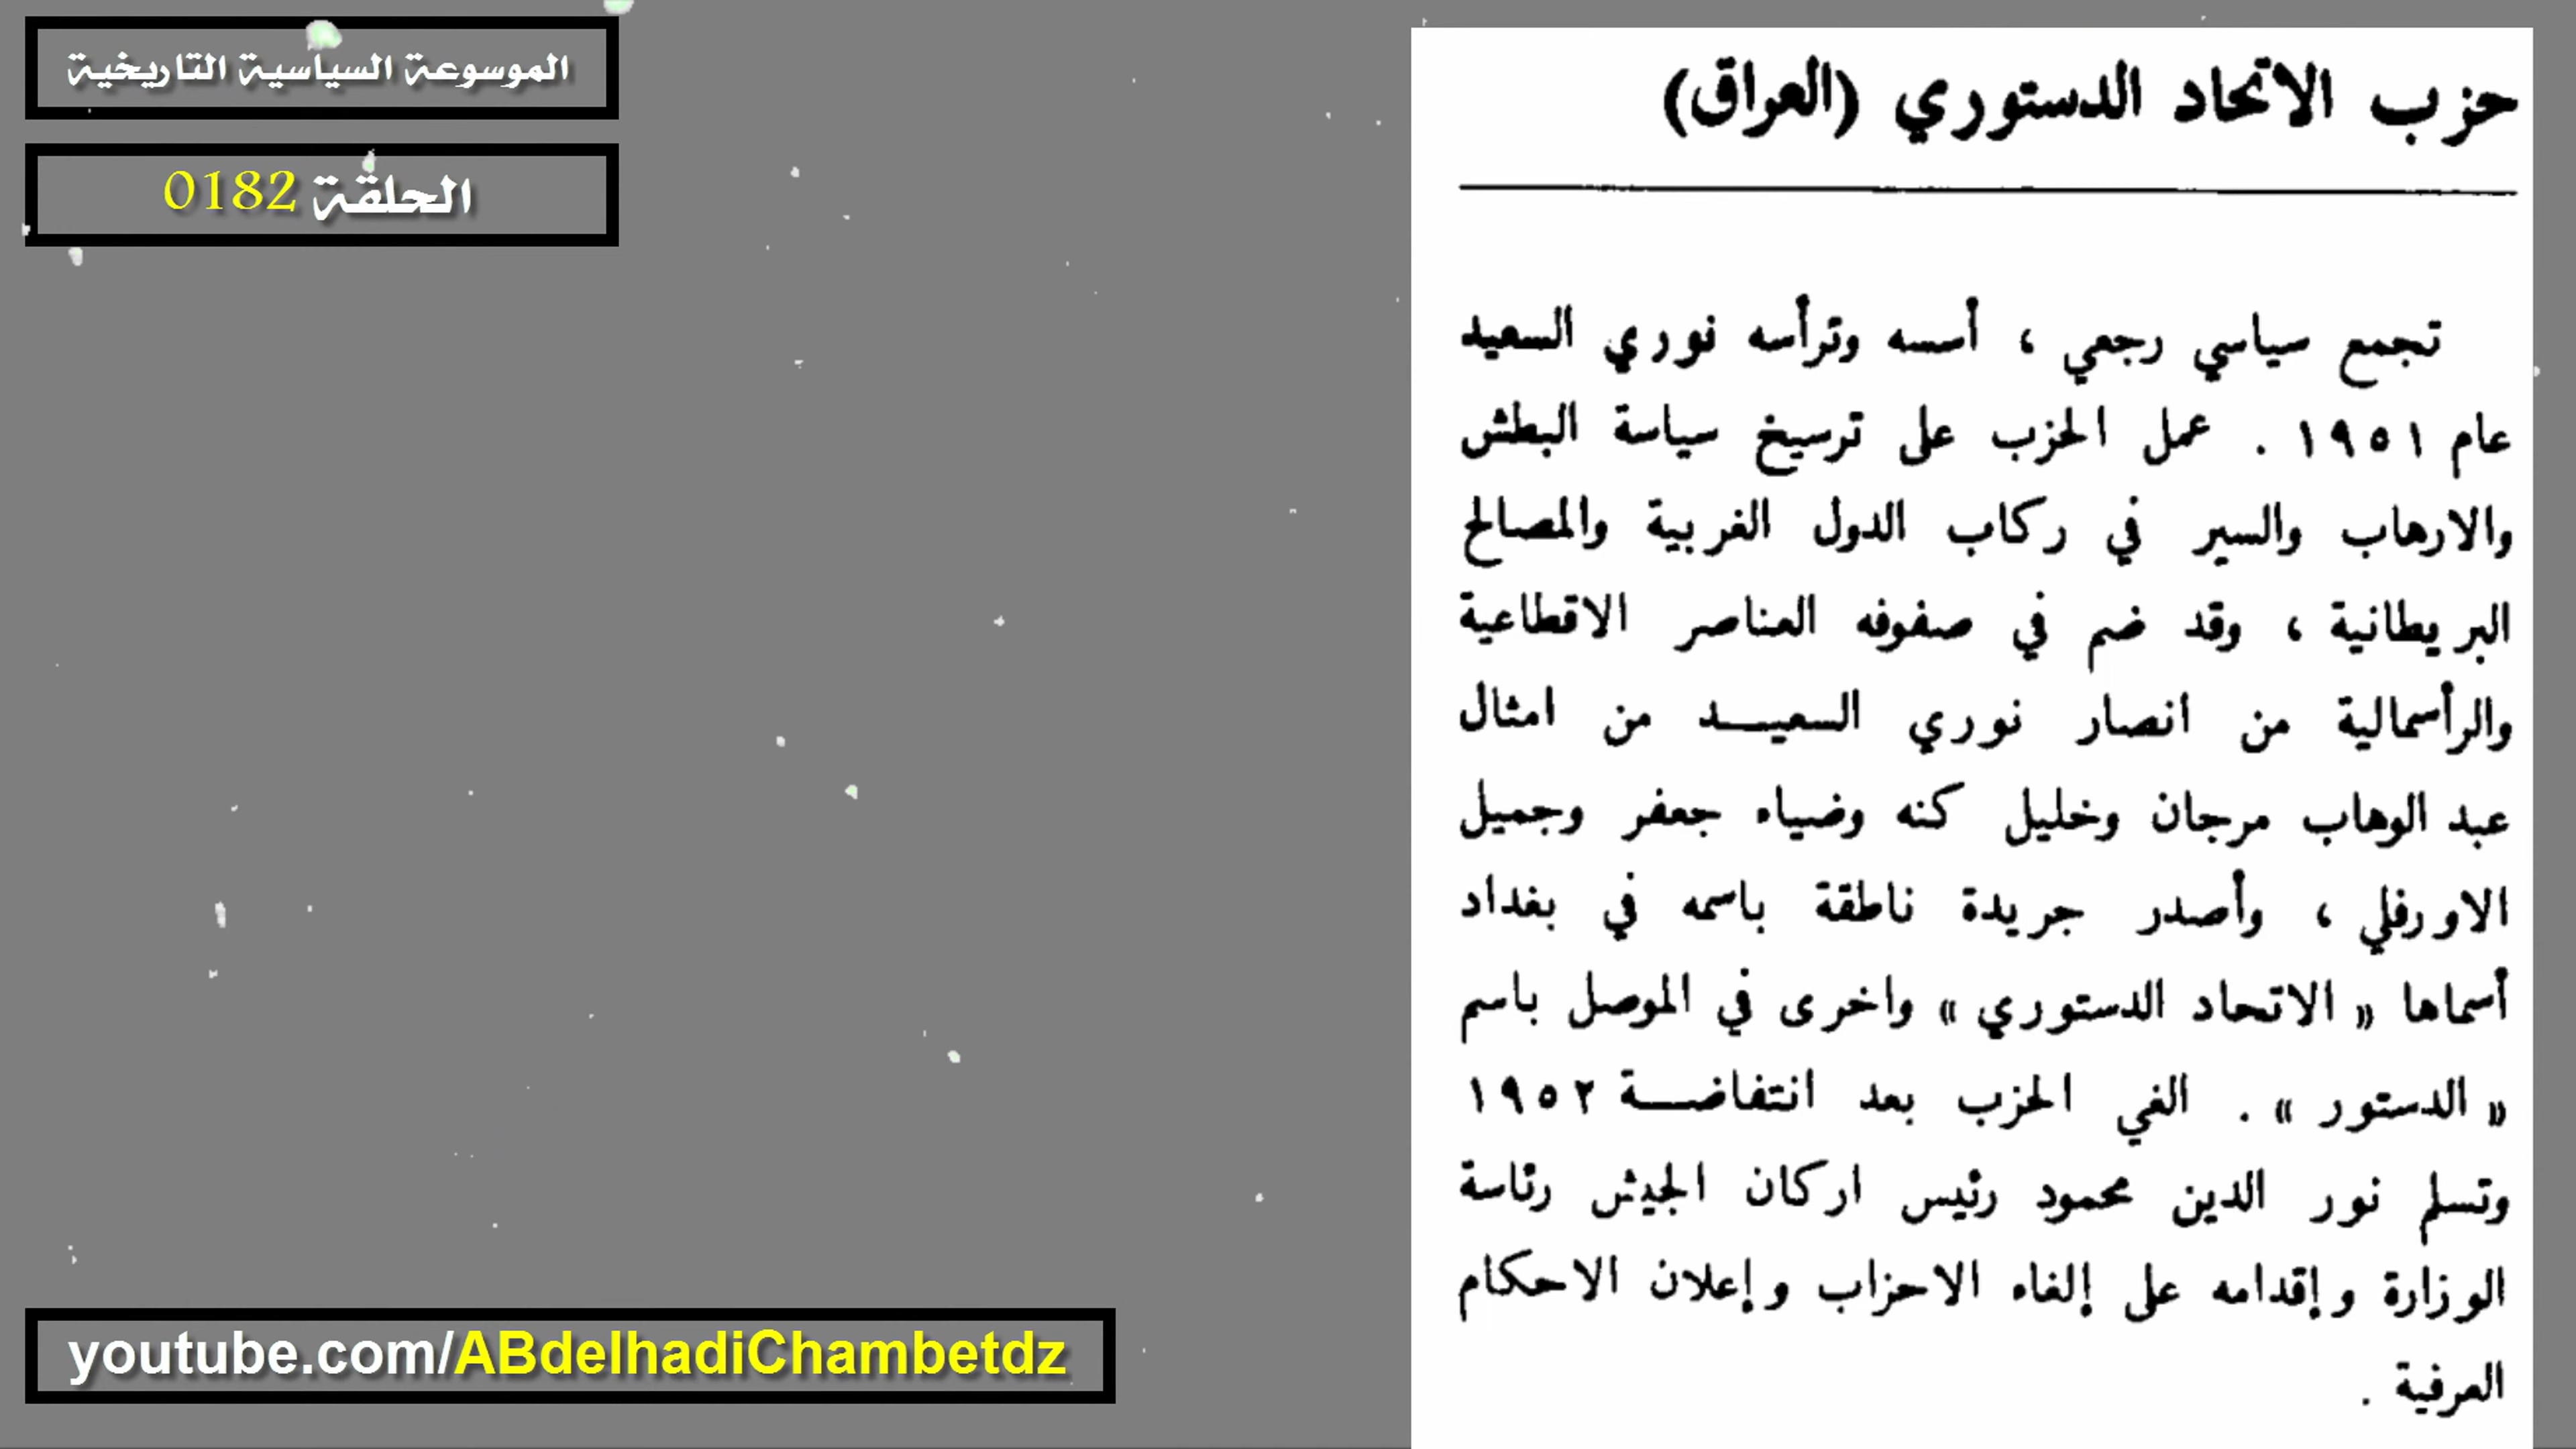 الموسوعة السياسية التاريخية
الحلقة 0182
حزب الاتحاد الدستوري (العراق)
تجمع سياسي رجعي ، أسسه وترأسه نوري السعيد
عام ١٩٥١ . عمل الحزب على ترسيخ سياسة البطش
والارهاب والسير في ركاب الدول الغربية والمصالح
البريطانية ، وقد ضم في صفوفه العناصر الاقطاعية
والرأسمالية من انصار نوري السعيـــد من امثال
عبد الوهاب مرجان وخليل كنه وضياء جعفر وجميل
الاورفلي ، وأصدر جريدة ناطقة باسمه في بغداد
أسماها « الاتحاد الدستوري » واخرى في الموصل باسم
« الدستور » . الغي الحزب بعد انتفاضـــة ١٩٥٢
وتسلم نور الدين محمود رئيس اركان الجيش رئاسة
الوزارة وإقدامه على إلغاء الاحزاب وإعلان الاحكام
العرفية .
youtube.com/ABdelhadiChambetdz